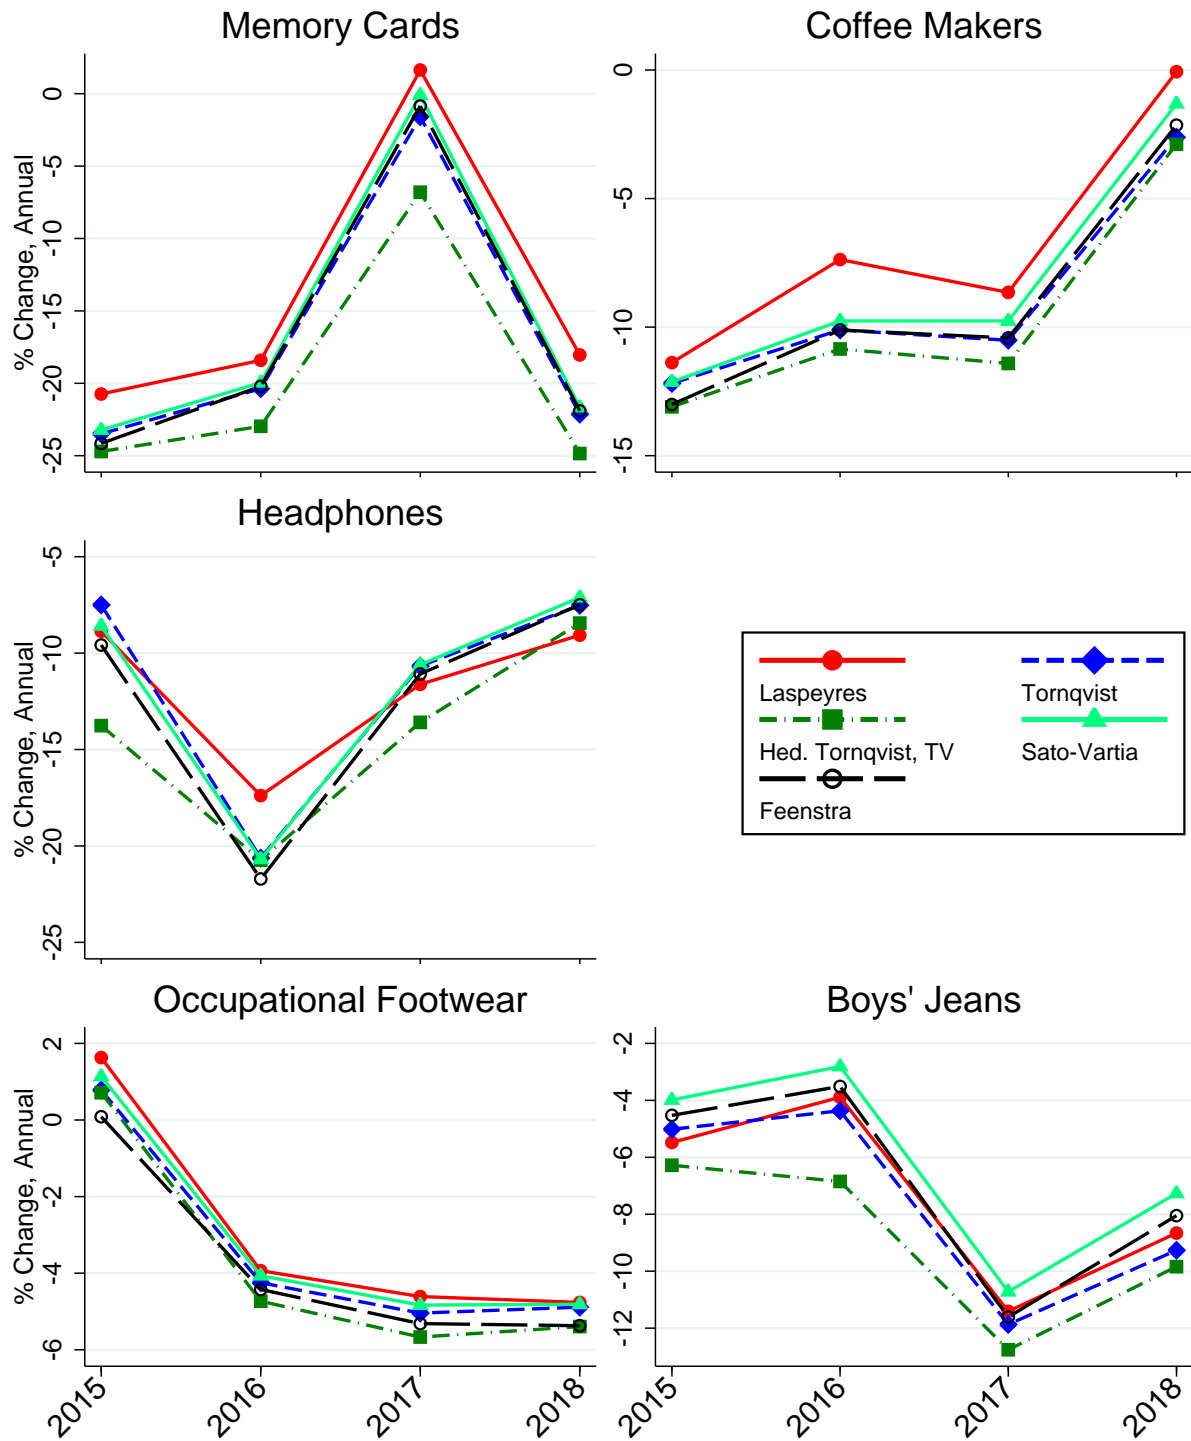 Memory Cards
Coffee Makers
% Change, Annual
0
-5
-10
-15
-20
-25
0
-5
-10
-15
2015
2016
2017
2018
Headphones
% Change, Annual
-5
-10
-15
-20
-25
Laspeyres
Tornqvist
Hed. Tornqvist, TV
Sato-Vartia
Feenstra
Occupational Footwear
Boys' Jeans
% Change, Annual
2
0
-2
-4
-6
-2
-4
-6
-8
-10
-12
2015
2016
2017
2018